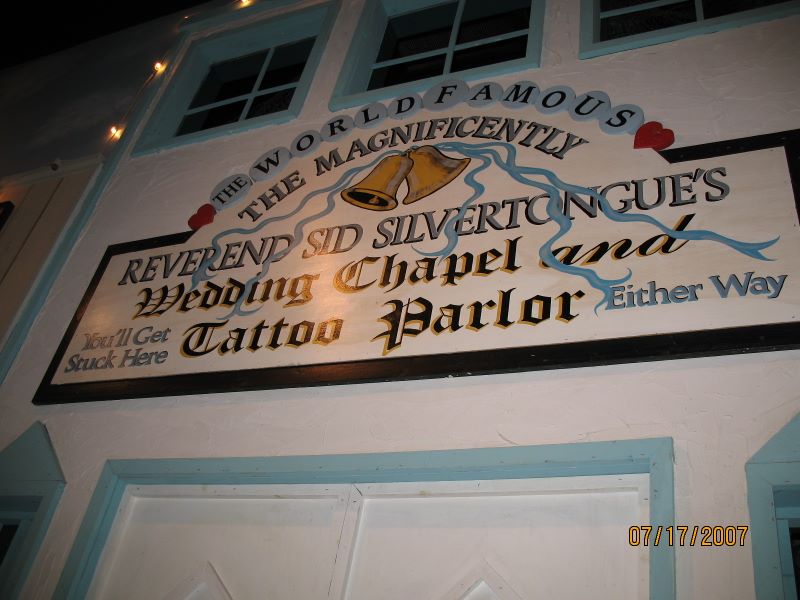 THE WORLD FAMOUS
THE MAGNIFICENTLY
REVEREND SID SILVERTONGUE'S
Wedding Chapel and
Tattoo Parlor
You'll Get
Stuck Here
Either Way
07/17/2007